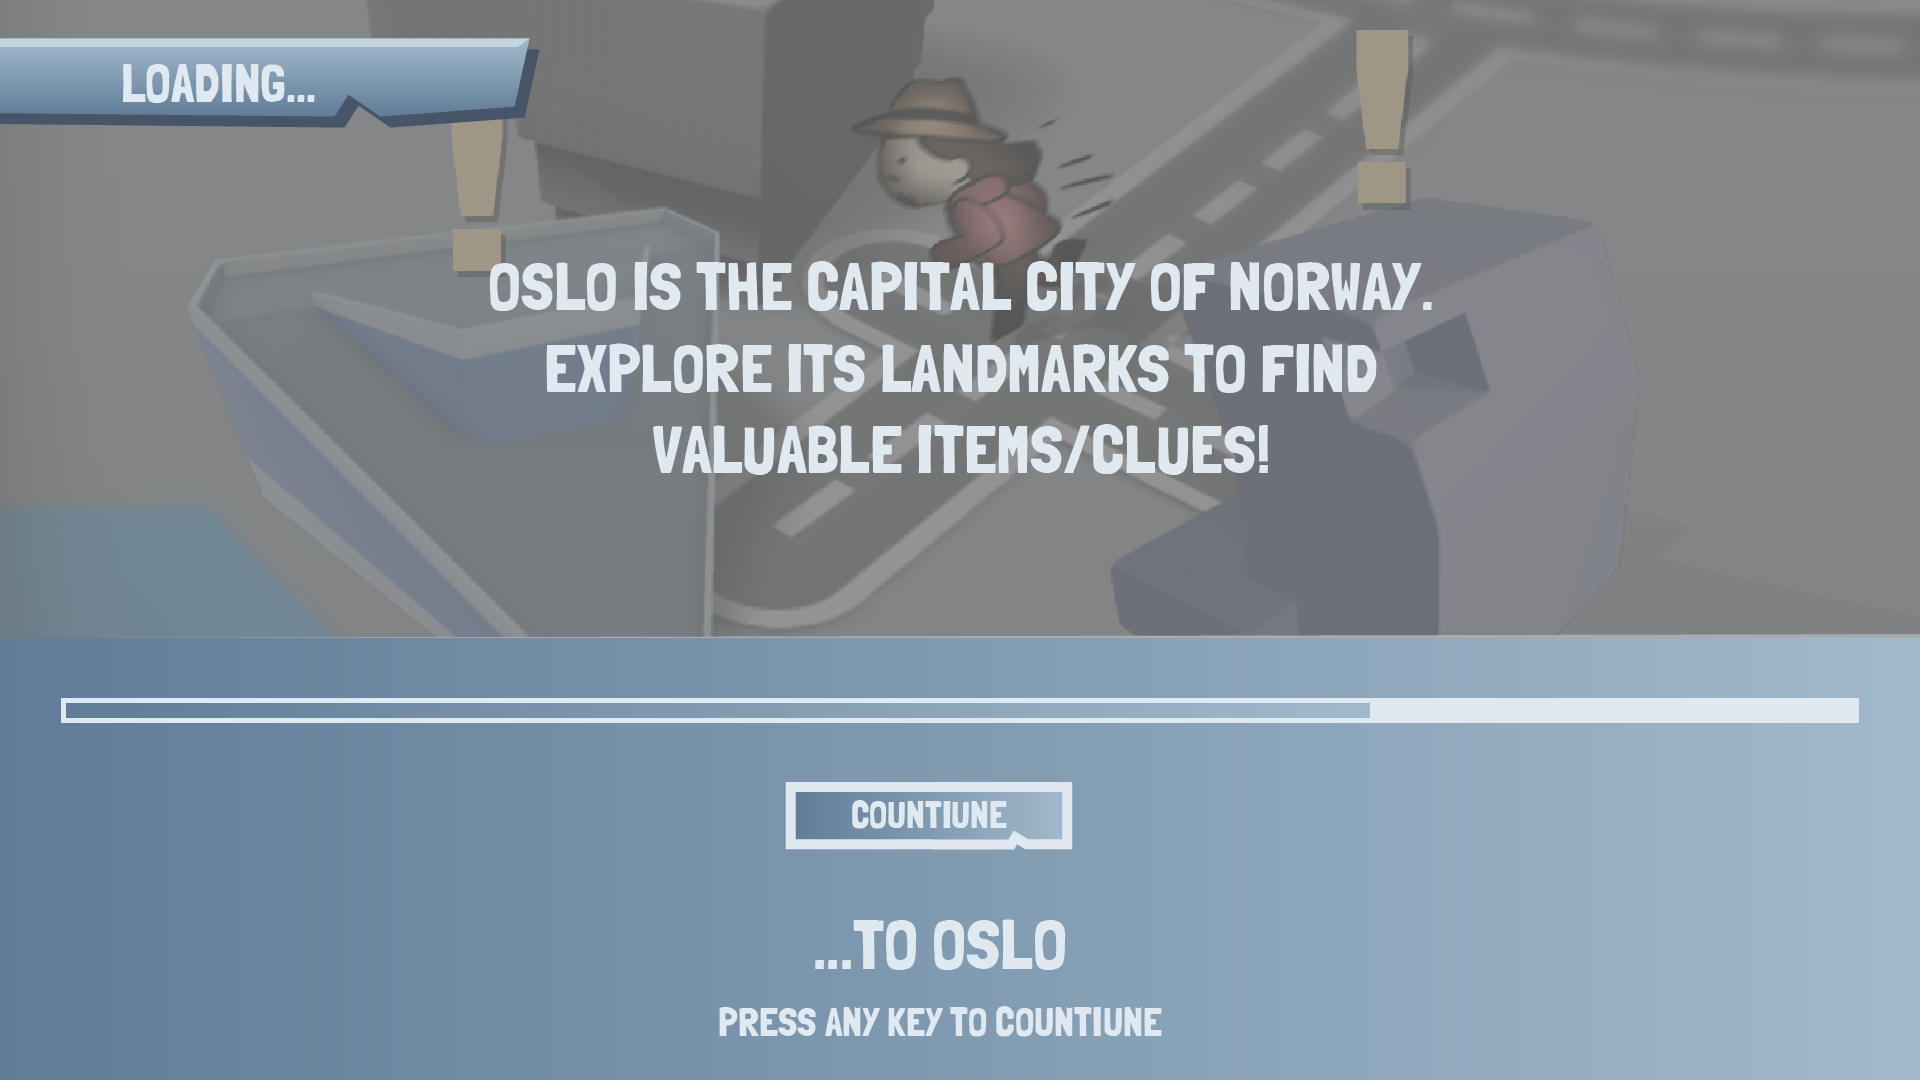 LOADING...
OSLO IS THE CAPITAL CITY OF NORWAY.
EXPLORE ITS LANDMARKS TO FIND
VALUABLE ITEMS/CLUES!
COUNTIUNE
...TO OSLO
PRESS ANY KEY TO COUNTIUNE